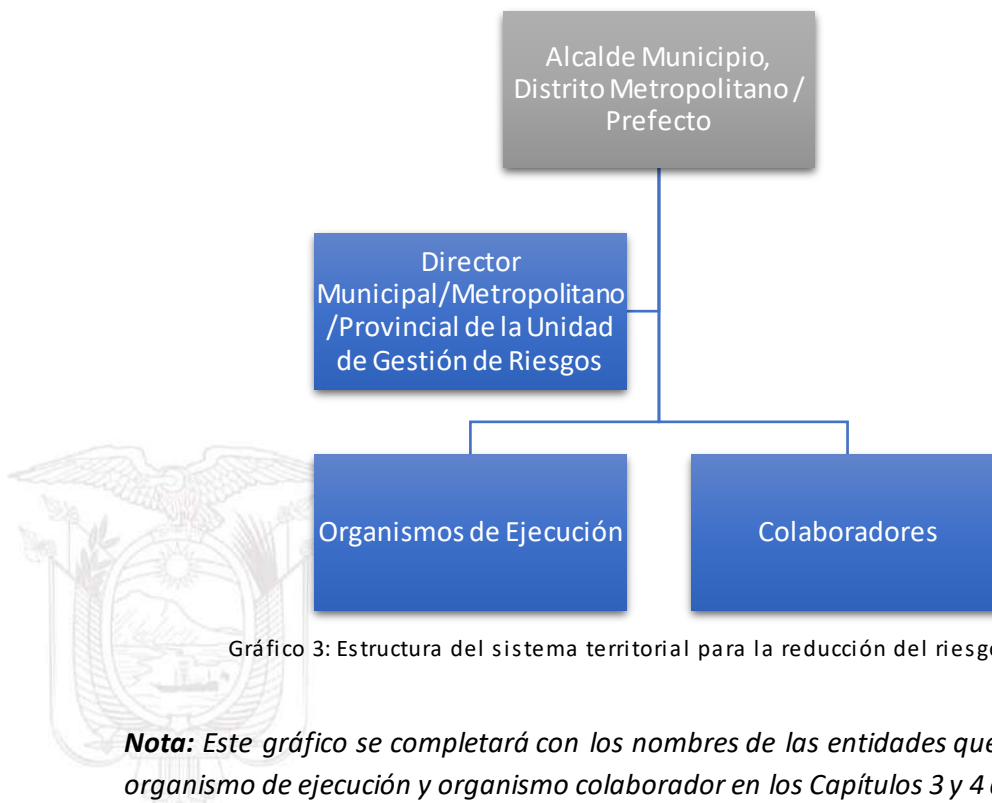 Alcalde Municipio,
Distrito Metropolitano /
Prefecto
Director
Municipal/Metropolitano
/Provincial de la Unidad
de Gestión de Riesgos
Organismos de Ejecución
Colaboradores
Gráfico 3: Estructura del sistema territorial para la reducción del riesgo
Nota: Este gráfico se completará con los nombres de las entidades que
organismo de ejecución y organismo colaborador en los Capítulos 3 y 4